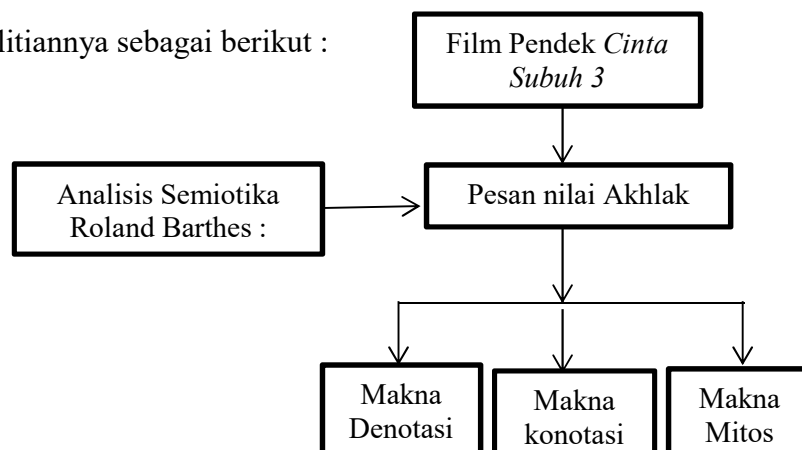 litiannya sebagai berikut :
Film Pendek Cinta
Subuh 3
Analisis Semiotika
Roland Barthes :
Pesan nilai Akhlak
Makna
Denotasi
Makna
konotasi
Makna
Mitos